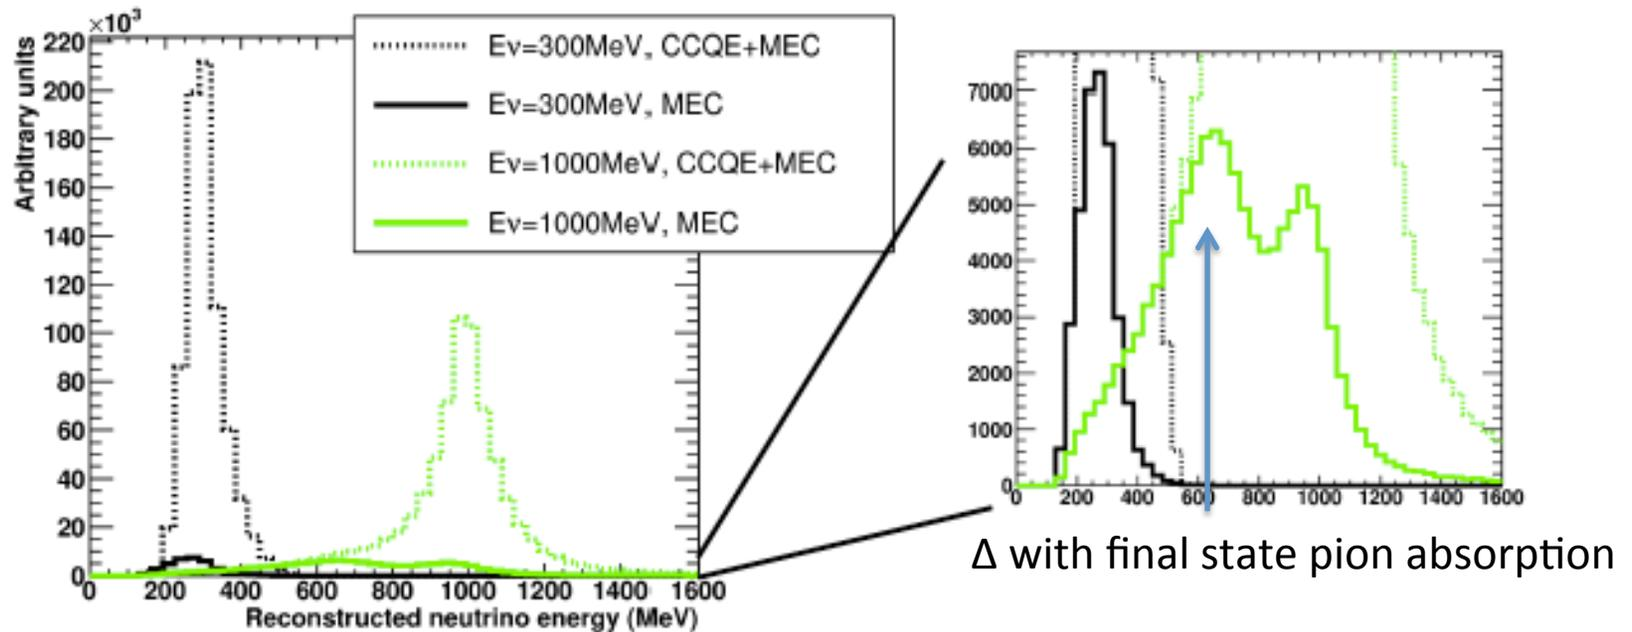 ×10³
Arbitrary units
220
200
180
160
140
120
100
80
60
40
20
0
0 200 400 600 800 1000 1200 1400 1600
Reconstructed neutrino energy (MeV)
Eν=300MeV, CCQE+MEC
Eν=300MeV, MEC
Eν=1000MeV, CCQE+MEC
Eν=1000MeV, MEC
7000
6000
5000
4000
3000
2000
1000
0
0 200 400 600 800 1000 1200 1400 1600
Δ with final state pion absorption